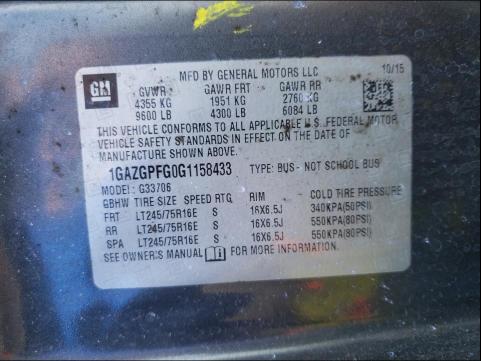 GM
MFD BY GENERAL MOTORS LLC 10/15
GVWR GAWR FRT GAWR RR
4355 KG 1951 KG 2760 KG
9600 LB 4300 LB 6084 LB
THIS VEHICLE CONFORMS TO ALL APPLICABLE U.S. FEDERAL MOTOR
VEHICLE SAFETY STANDARDS IN EFFECT ON THE DATE OF
MANUFACTURE SHOWN ABOVE.
1GAZGPFG0G1158433 TYPE: BUS- NOT SCHOOL BUS
MODEL: G33706
GBHW TIRE SIZE SPEED RTG RIM COLD TIRE PRESSURE
FRT LT245/75R16E S 16X6.5J 340KPA(50PSI)
RR LT245/75R16E S 16X6.5J 550KPA(80PSI)
SPA LT245/75R16E S 16X6.5J 550KPA(80PSI)
SEE OWNER'S MANUAL FOR MORE INFORMATION.